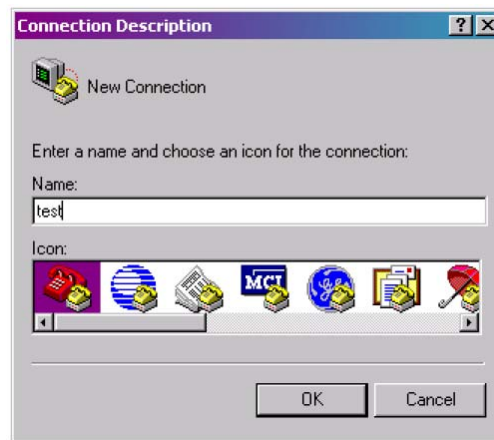 Connection Description
New Connection
Enter a name and choose an icon for the connection:
Name:
test
Icon:
MCI
OK Cancel